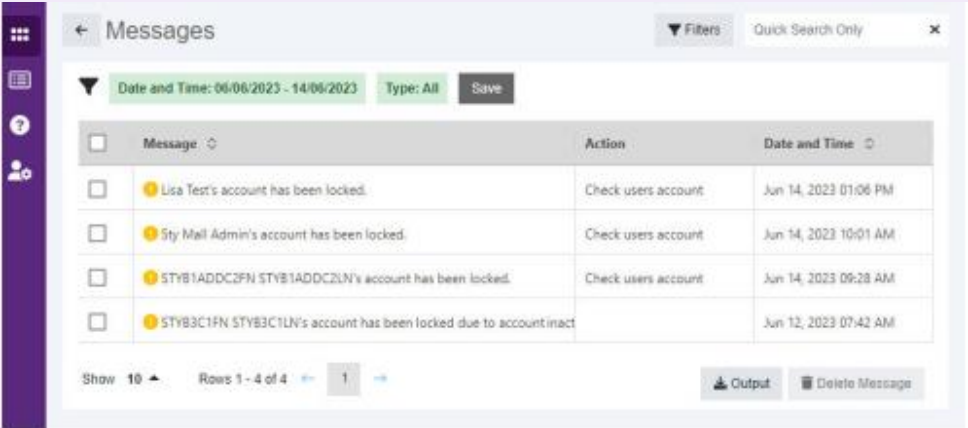 Messages
Filters
Quick Search Only
Date and Time: 06/06/2023 - 14/06/2023 Type: All Save
Message Action Date and Time
Lisa Test's account has been locked. Check users account Jun 14, 2023 01:06 PM
Sty Mall Admin's account has been locked. Check users account Jun 14, 2023 10:01 AM
STYB1ADDC2FN STYB1ADDC2LN's account has been locked. Check users account Jun 14, 2023 09:28 AM
STYB3C1FN STYB3C1LN's account has been locked due to account inact Jun 12, 2023 07:42 AM
Show 10 Rows 1 - 4 of 4 1
Output Delete Message